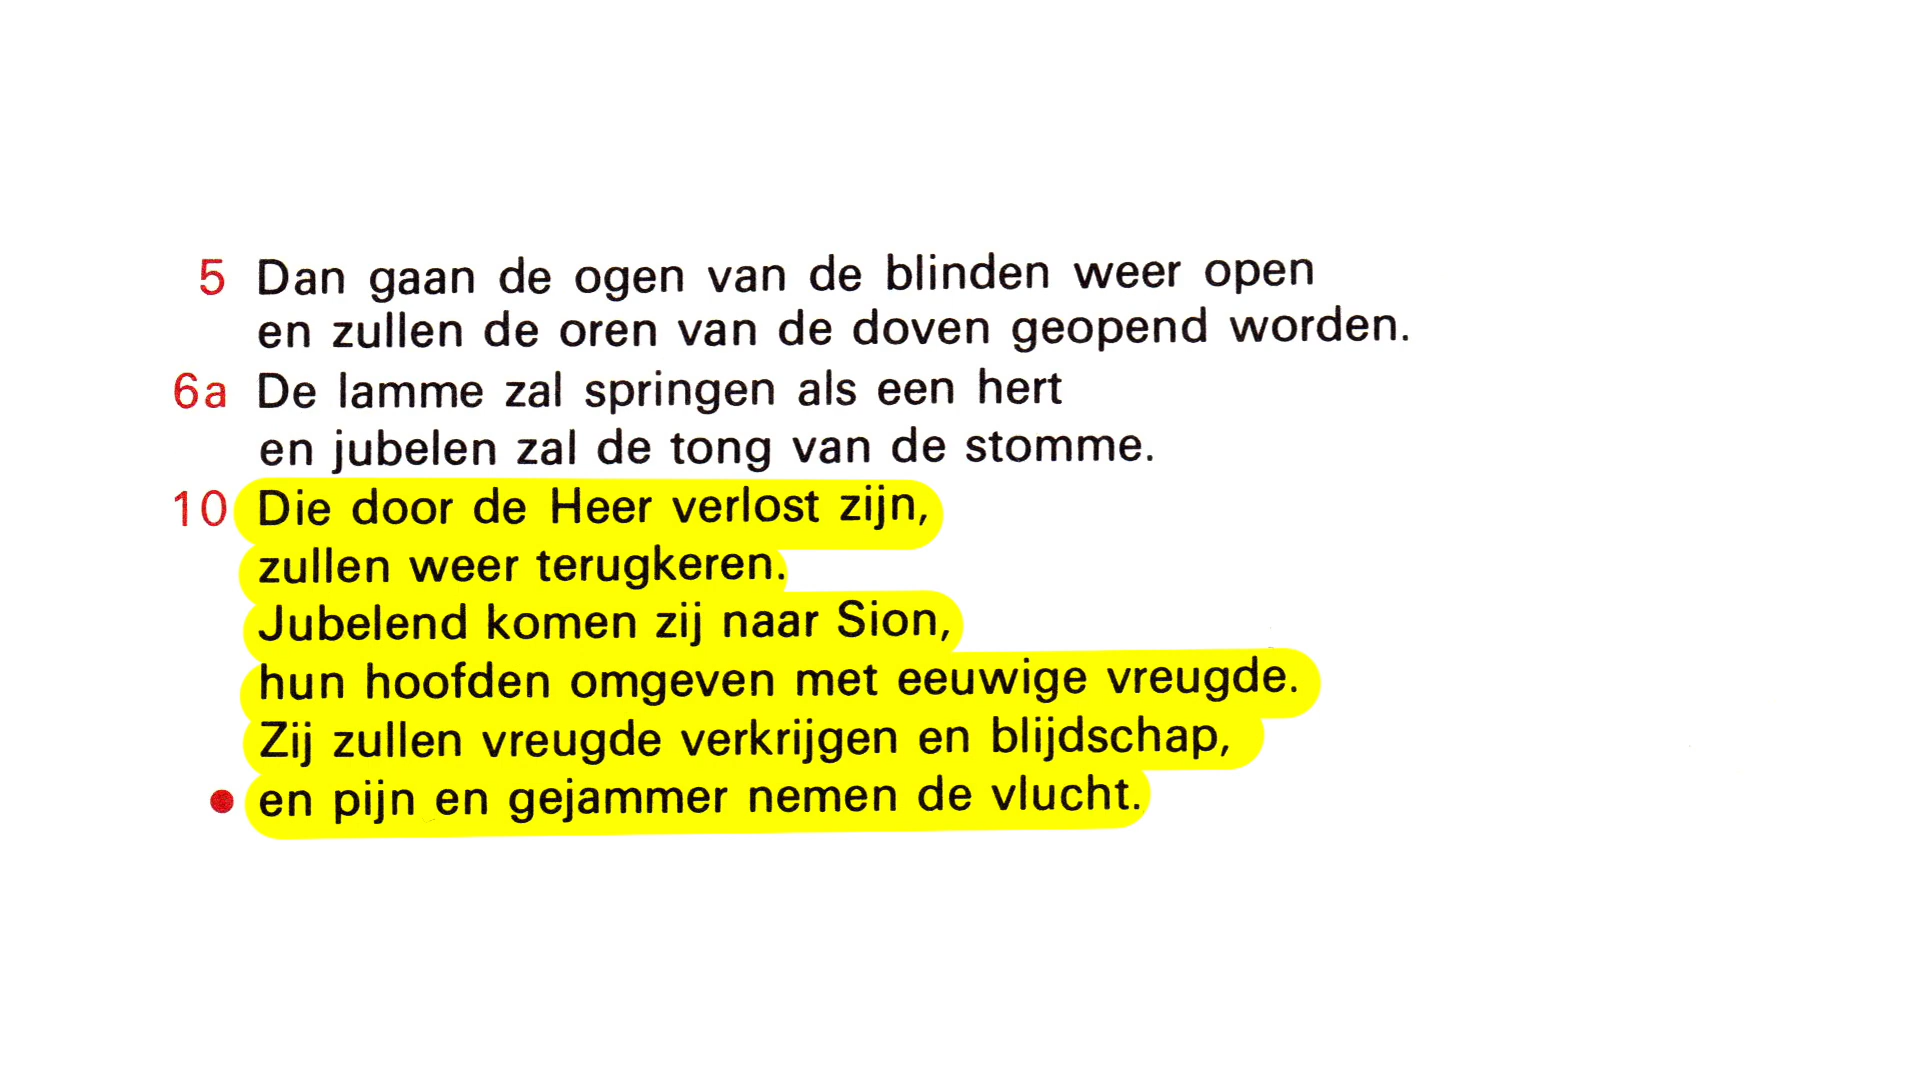 5 Dan gaan de ogen van de blinden weer open
en zullen de oren van de doven geopend worden.
6a De lamme zal springen als een hert
en jubelen zal de tong van de stomme.
10 Die door de Heer verlost zijn,
zullen weer terugkeren.
Jubelend komen zij naar Sion,
hun hoofden omgeven met eeuwige vreugde.
Zij zullen vreugde verkrijgen en blijdschap,
• en pijn en gejammer nemen de vlucht.